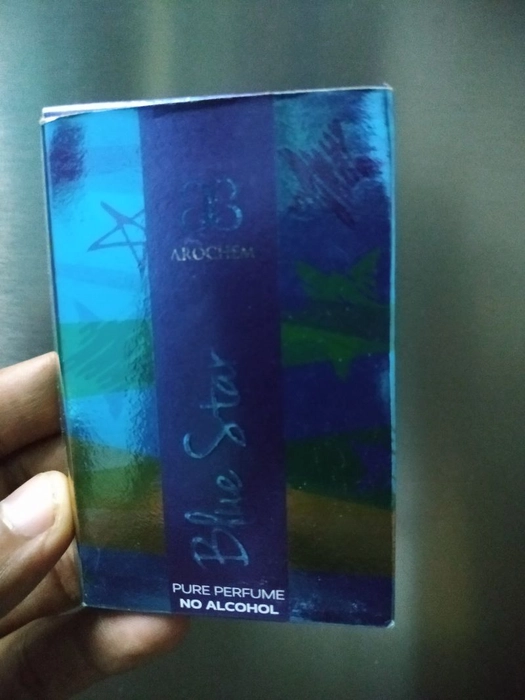 AROCHEM
Blue Star
PURE PERFUME
NO ALCOHOL